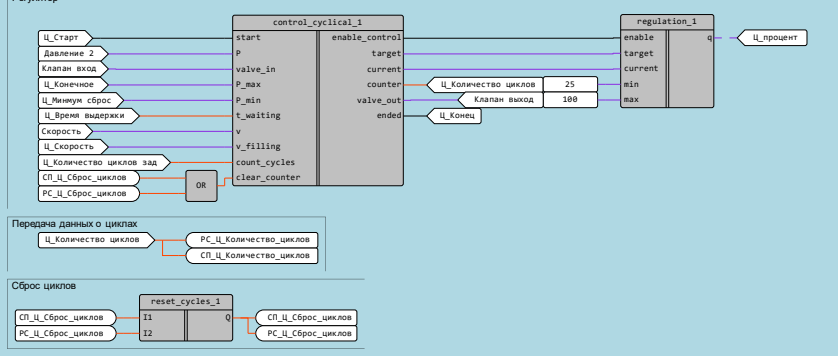 Регулятор
control_cyclical_1
regulation_1
Ц_Старт
start
enable_control
enable
q
Ц_процент
Давление 2
P
target
target
Клапан вход
valve_in
current
current
Ц_Конечное
P_max
counter
Ц_Количество циклов
25
min
Ц_Минмум сброс
P_min
valve_out
Клапан выход
100
max
Ц_Время выдержки
t_waiting
ended
Ц_Конец
Скорость
v
Ц_Скорость
v_filling
Ц_Количество циклов зад
count_cycles
СП_Ц_Сброс_циклов
OR
clear_counter
РС_Ц_Сброс_циклов
Передача данных о циклах
Ц_Количество циклов
РС_Ц_Количество_циклов
СП_Ц_Количество_циклов
Сброс циклов
reset_cycles_1
СП_Ц_Сброс_циклов
I1
Q
СП_Ц_Сброс_циклов
РС_Ц_Сброс_циклов
I2
РС_Ц_Сброс_циклов